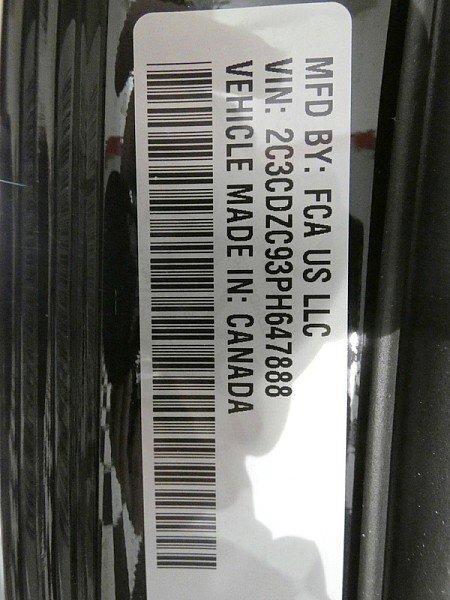 MFD BY: FCA US LLC
VIN: 2C3CDZC93PH647888
VEHICLE MADE IN: CANADA